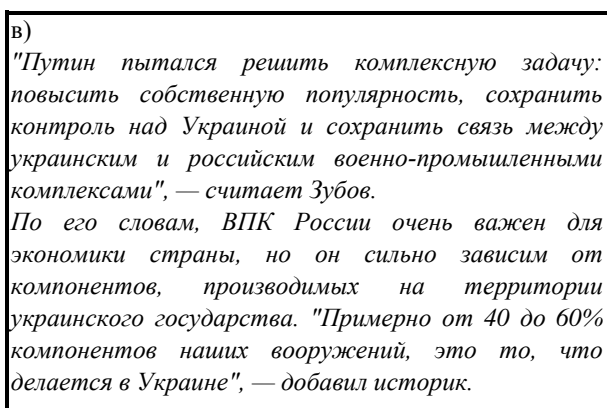 в)
"Путин пытался решить комплексную задачу:
повысить собственную популярность, сохранить
контроль над Украиной и сохранить связь между
украинским и российским военно-промышленными
комплексами", — считает Зубов.
По его словам, ВПК России очень важен для
экономики страны, но он сильно зависим от
компонентов, производимых на территории
украинского государства. "Примерно от 40 до 60%
компонентов наших вооружений, это то, что
делается в Украине", — добавил историк.